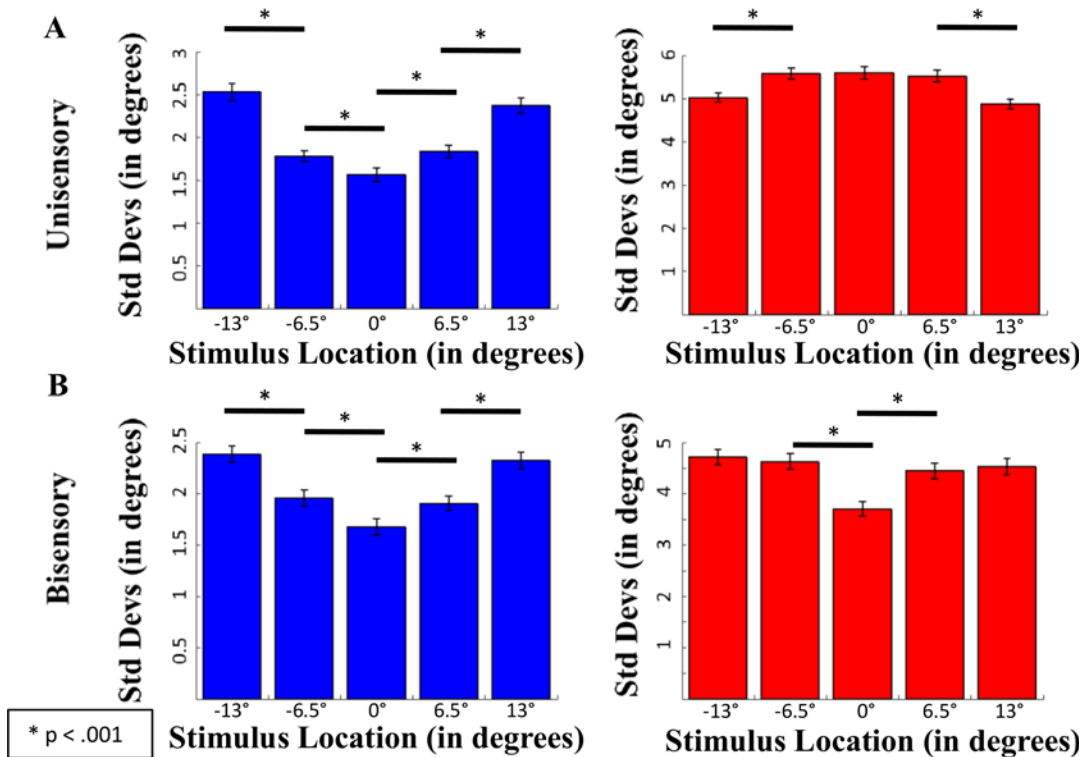 A
Unisensory
Std Devs (in degrees)
3
2.5
2
1.5
1
0.5
* * * *
-13° -6.5° 0° 6.5° 13°
Stimulus Location (in degrees)
Std Devs (in degrees)
6
5
4
3
2
1
* *
-13° -6.5° 0° 6.5° 13°
Stimulus Location (in degrees)
B
Bisensory
Std Devs (in degrees)
2.5
2
1.5
1
0.5
* * * *
-13° -6.5° 0° 6.5° 13°
Stimulus Location (in degrees)
Std Devs (in degrees)
5
4
3
2
1
* *
-13° -6.5° 0° 6.5° 13°
Stimulus Location (in degrees)
* p < .001